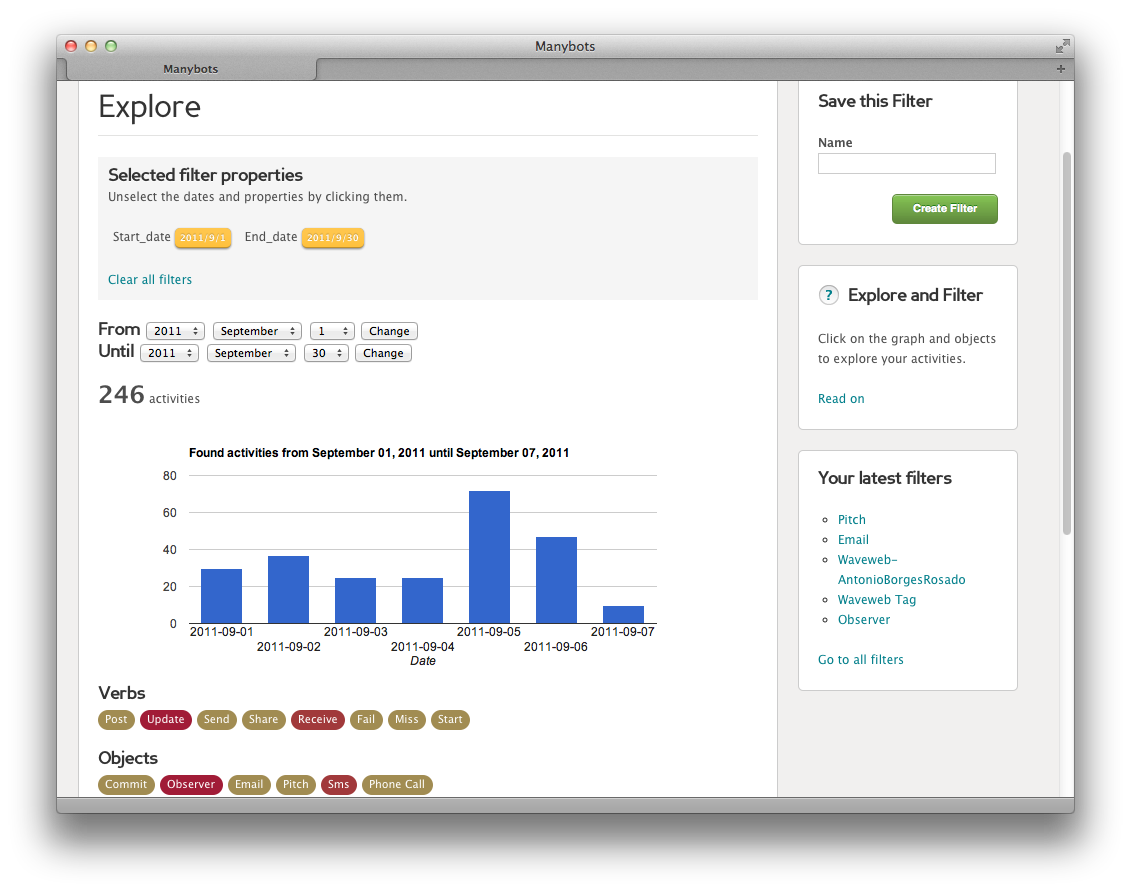 Manybots
Manybots
Explore
Selected filter properties
Unselect the dates and properties by clicking them.
Start_date 2011/9/1 End_date 2011/9/30
Clear all filters
From 2011 September 1 Change
Until 2011 September 30 Change
246 activities
Found activities from September 01, 2011 until September 07, 2011
80
60
40
20
0
2011-09-01 2011-09-03 2011-09-05 2011-09-07
2011-09-02 2011-09-04 2011-09-06
Date
Verbs
Post Update Send Share Receive Fail Miss Start
Objects
Commit Observer Email Pitch Sms Phone Call
Save this Filter
Name
Create Filter
? Explore and Filter
Click on the graph and objects
to explore your activities.
Read on
Your latest filters
Pitch
Email
Waveweb-
AntonioBorgesRosado
Waveweb Tag
Observer
Go to all filters